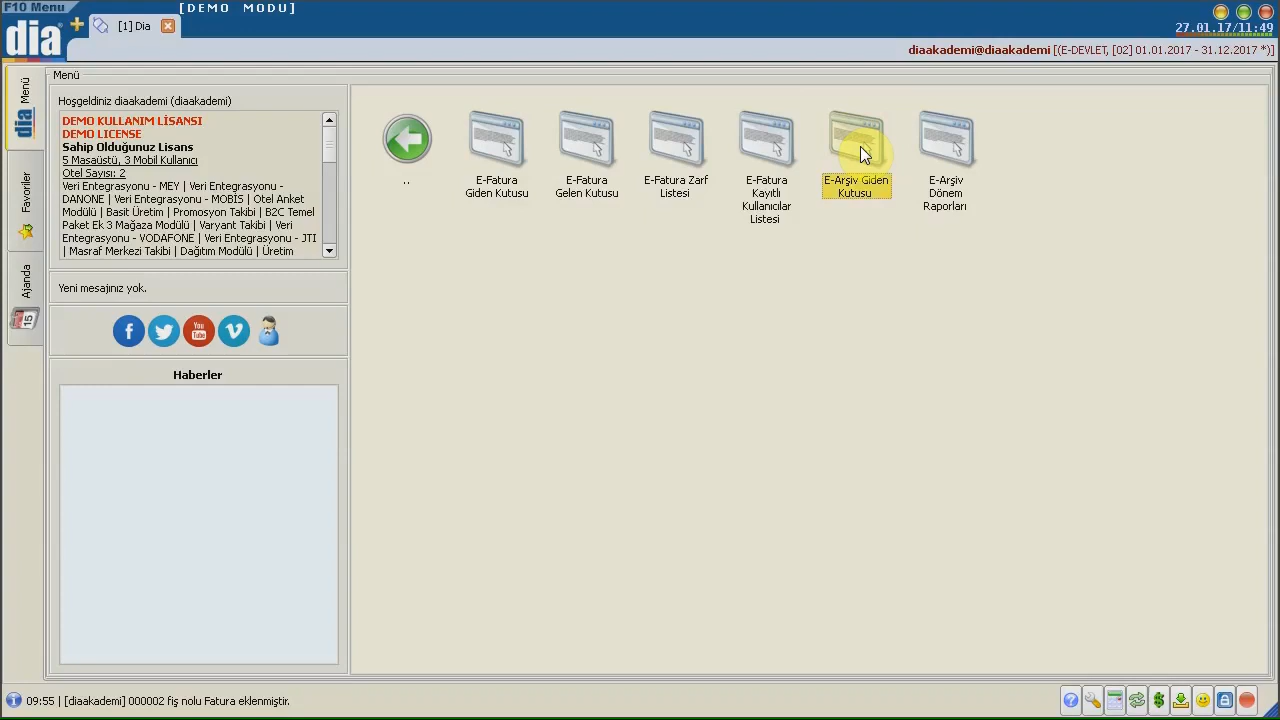 F10 Menu
[DEMO MODU]
dia
[1] Dia
27.01.17/11:49
diaakademi@diaakademi [(E-DEVLET, [02] 01.01.2017 - 31.12.2017 *)]
Menü
dia Menü
Favoriler
Ajanda
15
Hoşgeldiniz diaakademi (diaakademi)
DEMO KULLANIM LİSANSI
DEMO LICENSE
Sahip Olduğunuz Lisans
5 Masaüstü, 3 Mobil Kullanıcı
Otel Sayısı: 2
Veri Entegrasyonu - MEY | Veri Entegrasyonu -
DANONE | Veri Entegrasyonu - MOBİS | Otel Anket
Modülü | Basit Üretim | Promosyon Takibi | B2C Temel
Paket Ek 3 Mağaza Modülü | Varyant Takibi | Veri
Entegrasyonu - VODAFONE | Veri Entegrasyonu - JTI
| Masraf Merkezi Takibi | Dağıtım Modülü | Üretim
Yeni mesajınız yok.
You
Tube
Haberler
..
E-Fatura
Giden Kutusu
E-Fatura
Gelen Kutusu
E-Fatura Zarf
Listesi
E-Fatura
Kayıtlı
Kullanıcılar
Listesi
E-Arşiv Giden
Kutusu
E-Arşiv
Dönem
Raporları
09:55 | [diaakademi] 000002 fiş nolu Fatura eklenmiştir.